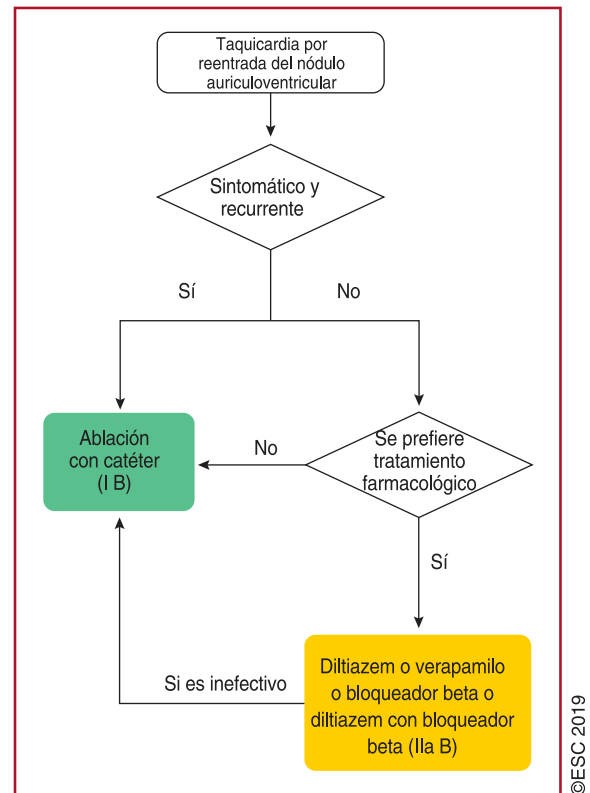 Taquicardia por
reentrada del nódulo
auriculoventricular
Sintomático y
recurrente
Sí
No
Ablación
con catéter
(I B)
No
Se prefiere
tratamiento
farmacológico
Sí
Si es inefectivo
Diltiazem o verapamilo
o bloqueador beta o
diltiazem con bloqueador
beta (IIa B)
©ESC 2019